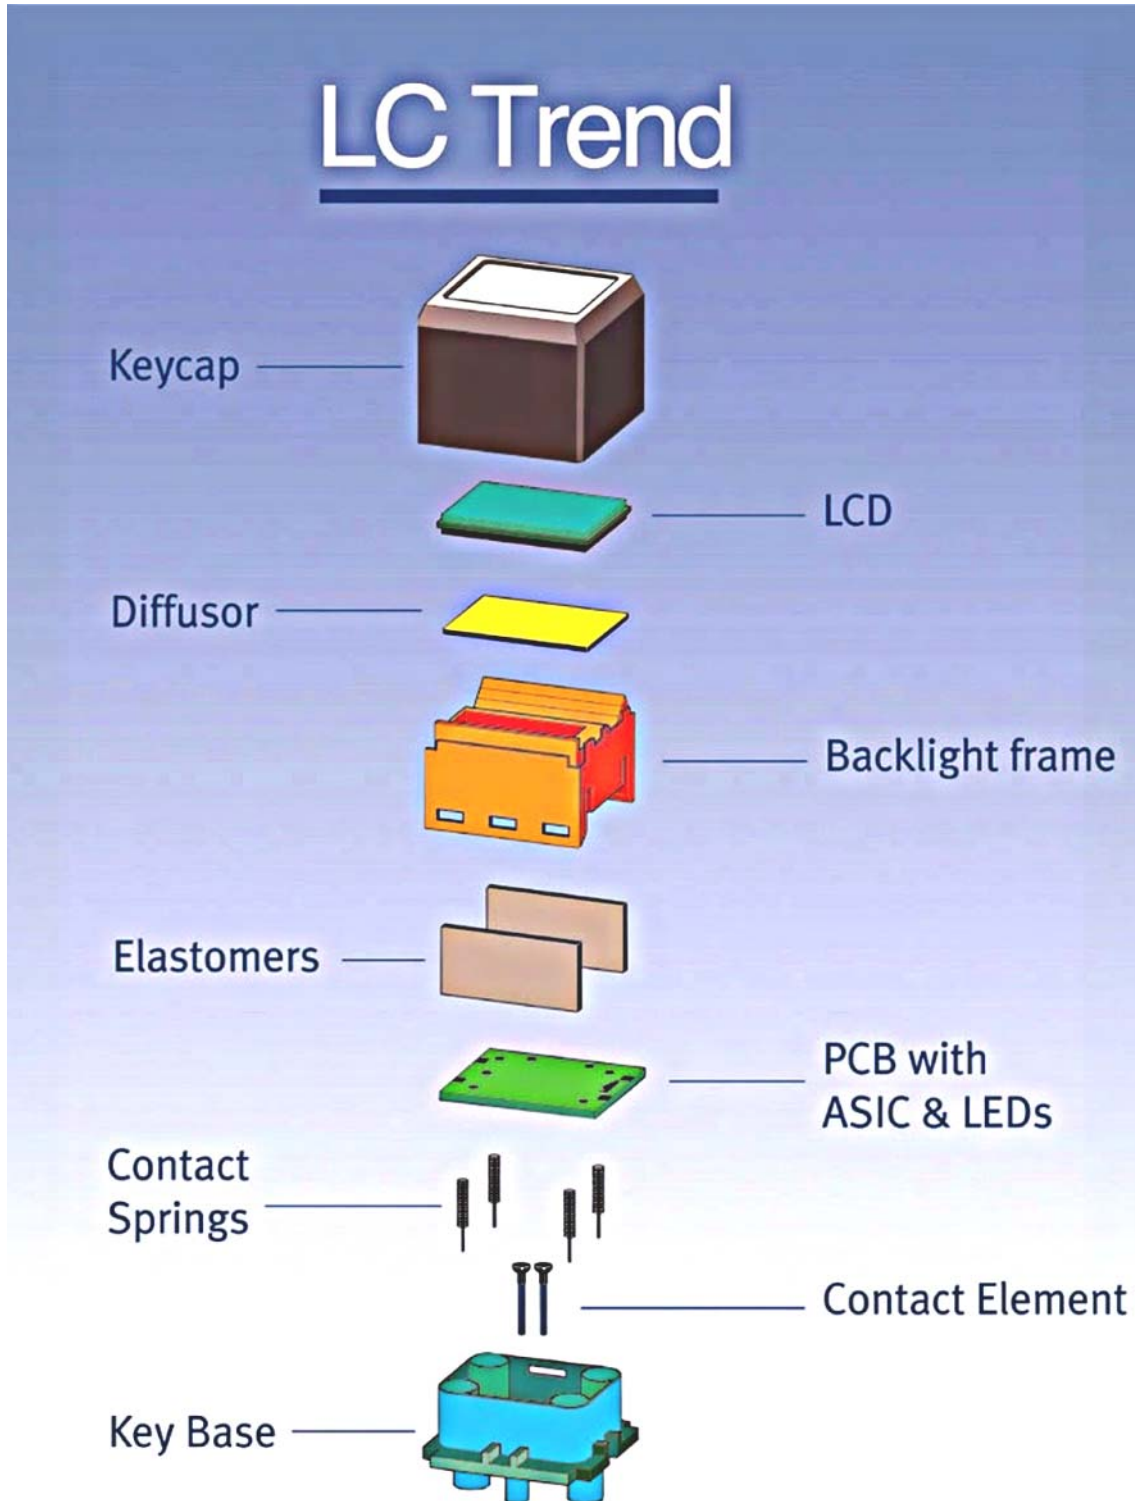 LC Trend
Keycap
LCD
Diffusor
Backlight frame
Elastomers
PCB with
ASIC & LEDs
Contact
Springs
Contact Element
Key Base